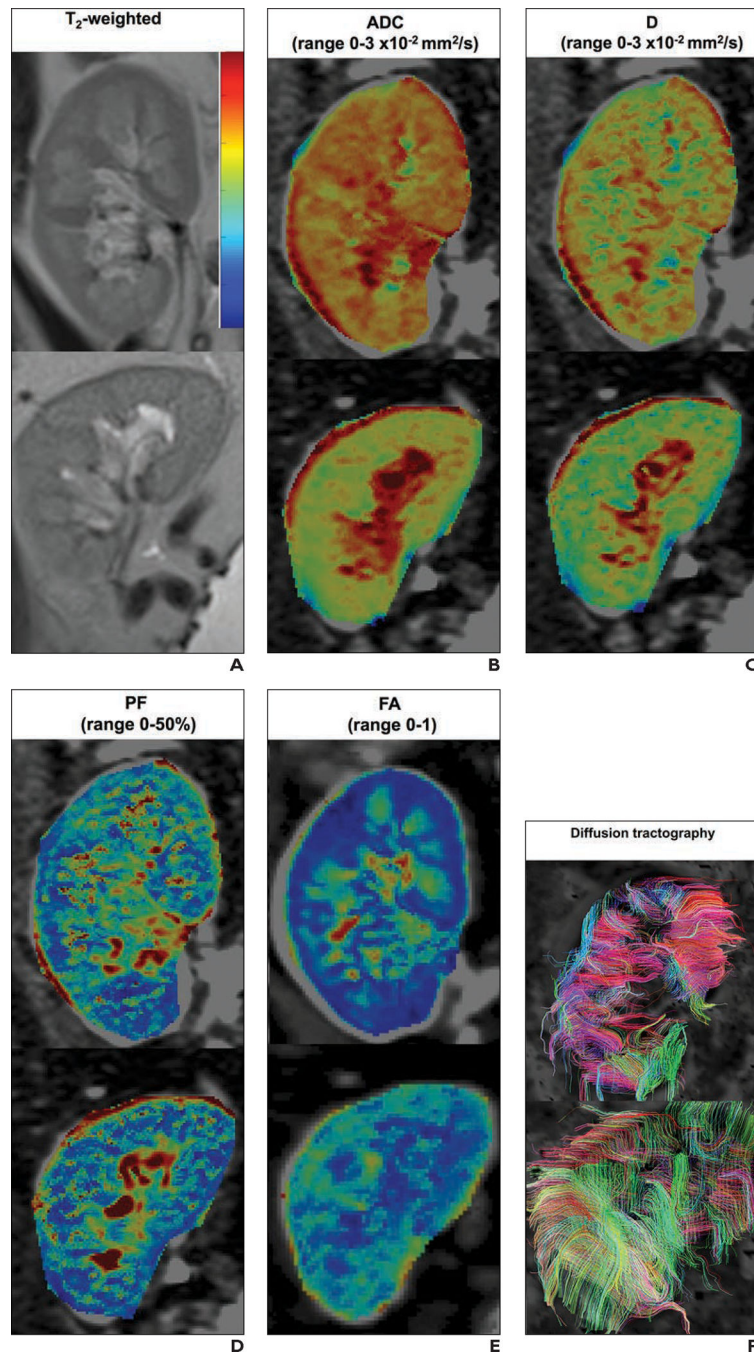 T₂-weighted
ADC
(range 0-3 x10⁻² mm²/s)
D
(range 0-3 x10⁻² mm²/s)
A
B
C
PF
(range 0-50%)
FA
(range 0-1)
Diffusion tractography
D
E
F